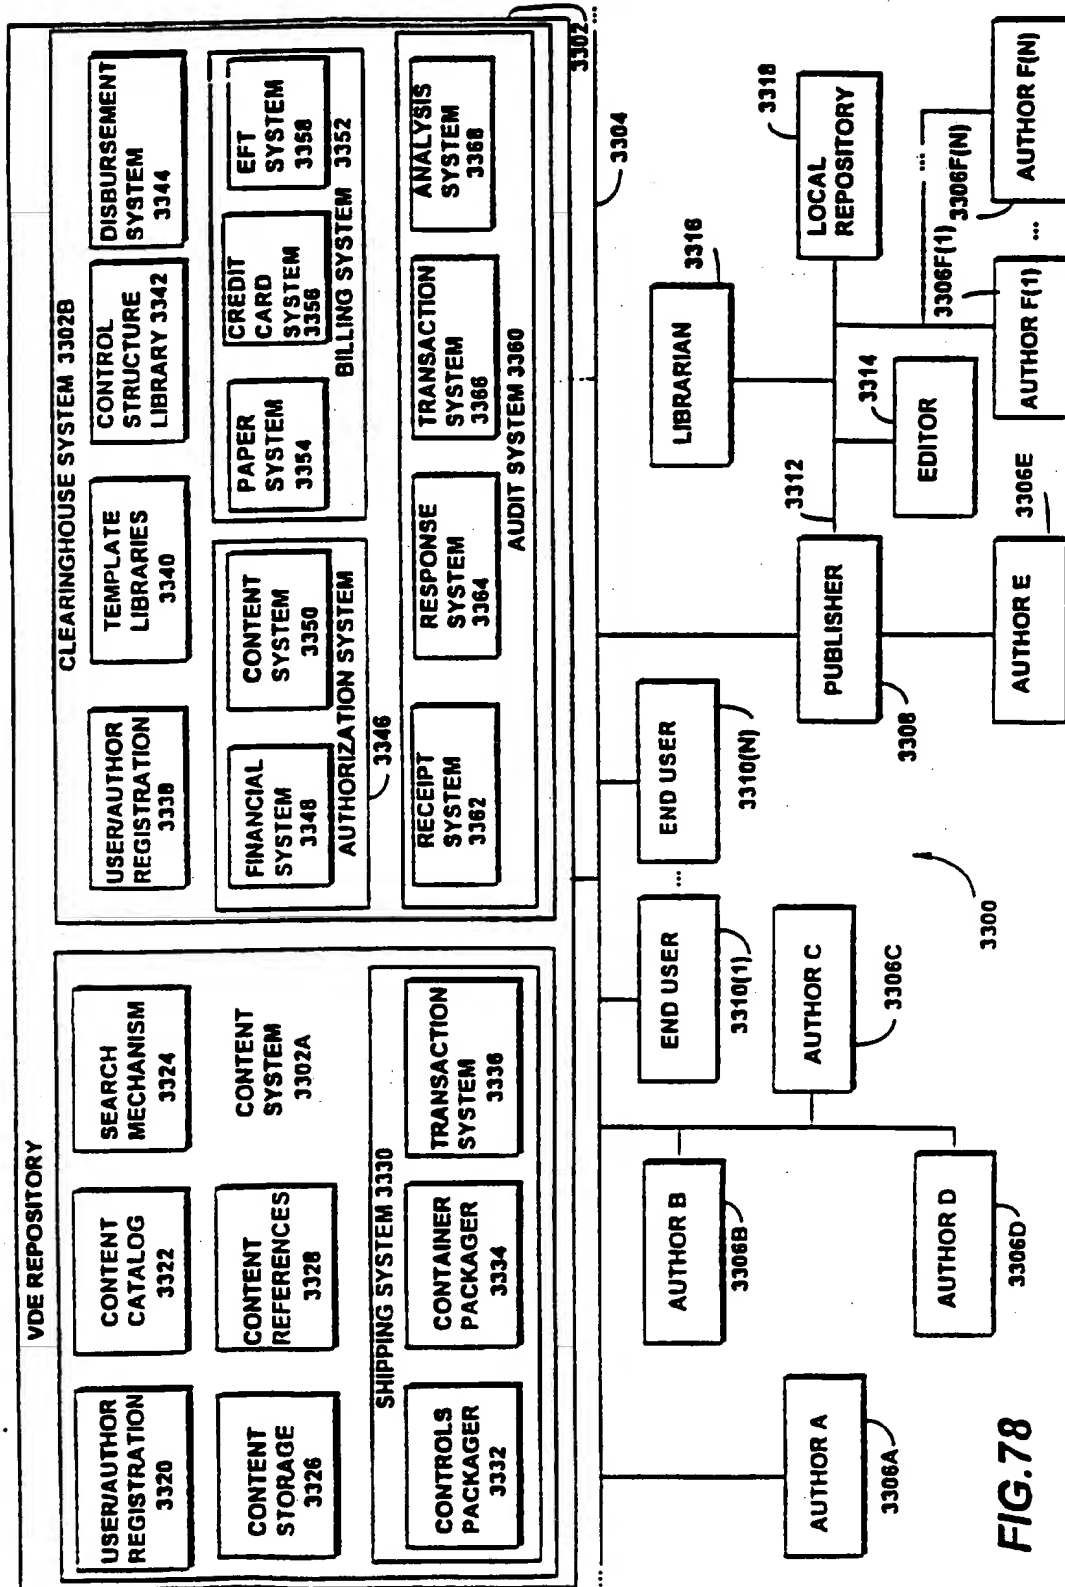 VDE REPOSITORY
USER/AUTHOR
REGISTRATION
3320
CONTENT
CATALOG
3322
SEARCH
MECHANISM
3324
CONTENT
STORAGE
3326
CONTENT
REFERENCES
3328
CONTENT
SYSTEM
3302A
SHIPPING SYSTEM 3330
CONTROLS
PACKAGER
3332
CONTAINER
PACKAGER
3334
TRANSACTION
SYSTEM
3336
CLEARINGHOUSE SYSTEM 3302B
USER/AUTHOR
REGISTRATION
3338
TEMPLATE
LIBRARIES
3340
CONTROL
STRUCTURE
LIBRARY 3342
DISBURSEMENT
SYSTEM
3344
FINANCIAL
SYSTEM
3348
CONTENT
SYSTEM
3350
AUTHORIZATION SYSTEM
3346
PAPER
SYSTEM
3354
CREDIT
CARD
SYSTEM
3356
EFT
SYSTEM
3358
BILLING SYSTEM 3352
RECEIPT
SYSTEM
3362
RESPONSE
SYSTEM
3364
TRANSACTION
SYSTEM
3366
ANALYSIS
SYSTEM
3368
AUDIT SYSTEM 3360
3302
...
...
3304
AUTHOR A
3306A
AUTHOR B
3306B
AUTHOR C
3306C
AUTHOR D
3306D
END USER
3310(1)
...
END USER
3310(N)
PUBLISHER
3308
3312
AUTHOR E
3306E
LIBRARIAN
3316
EDITOR
3314
LOCAL
REPOSITORY
3318
...
3306F(1)
3306F(N)
AUTHOR F(1)
...
AUTHOR F(N)
3300
FIG.78